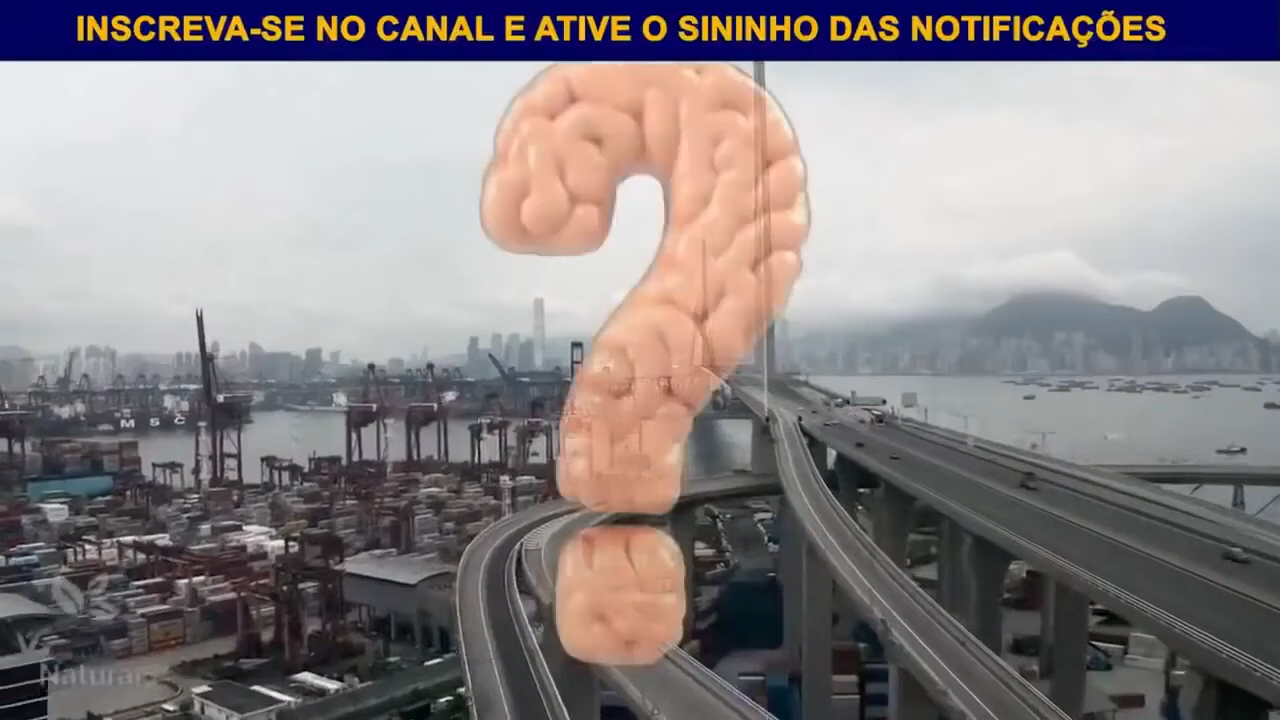 INSCREVA-SE NO CANAL E ATIVE O SININHO DAS NOTIFICAÇÕES
MSC